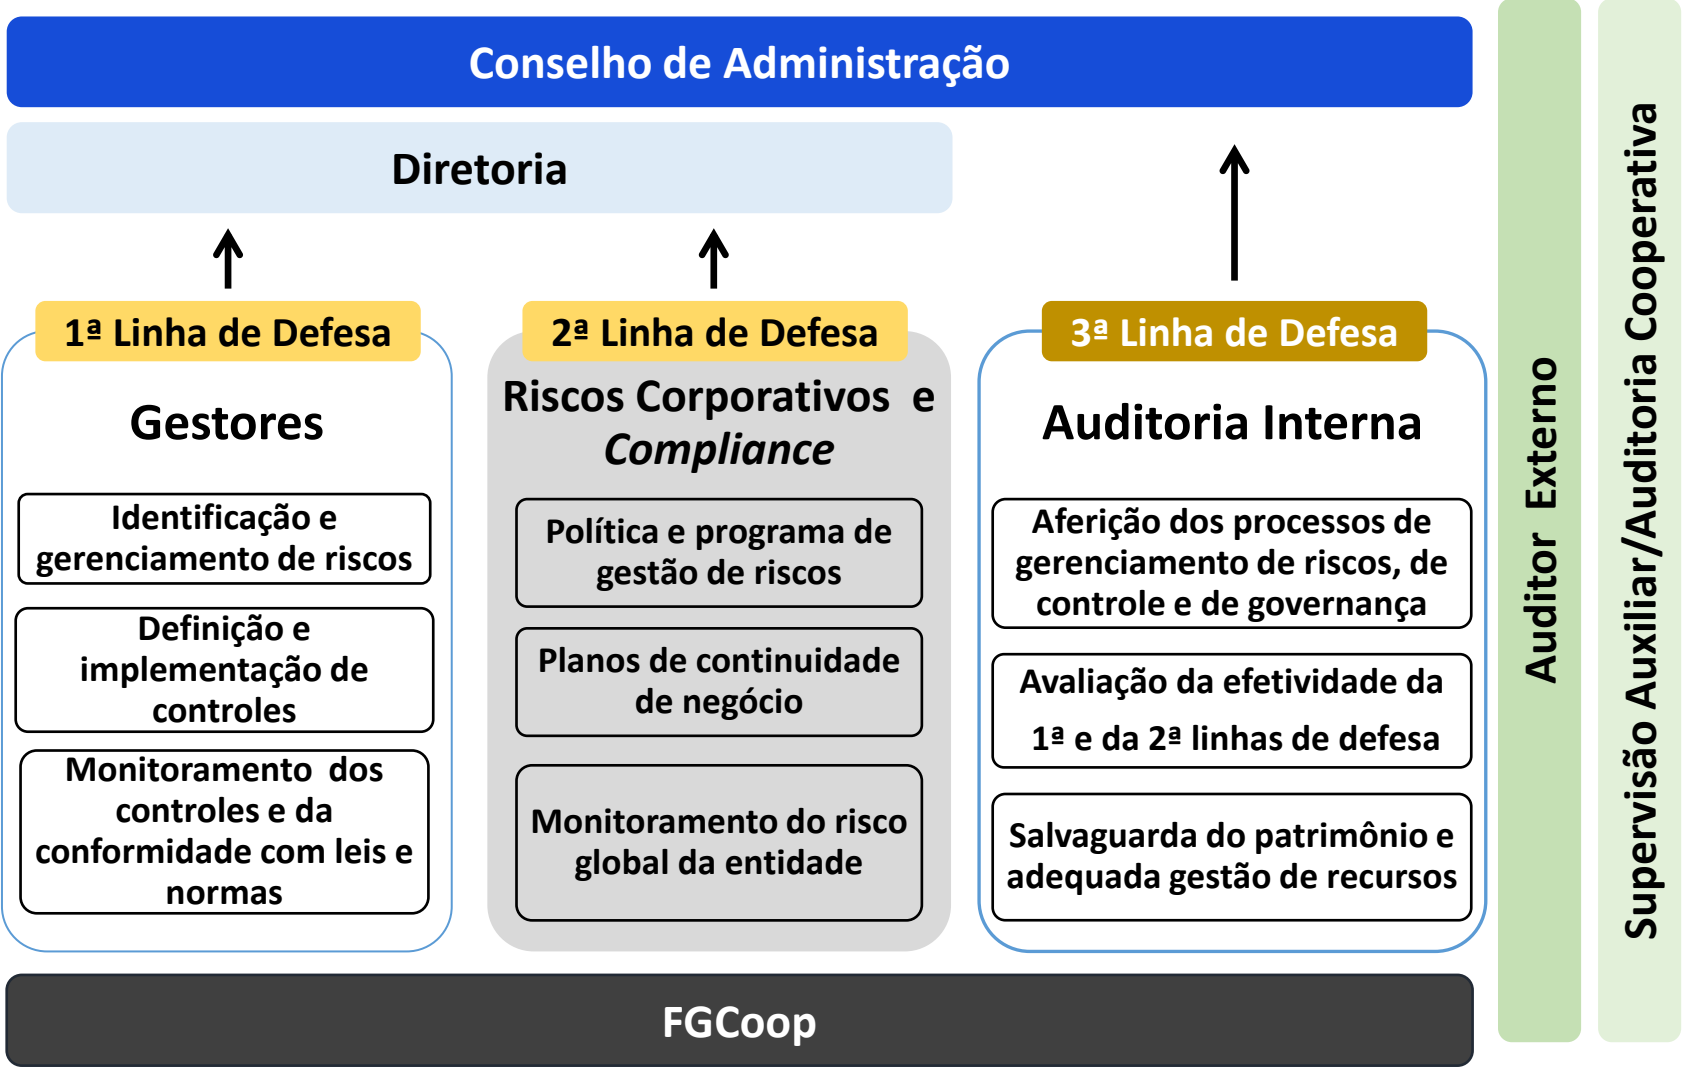 Conselho de Administração
Diretoria
1ª Linha de Defesa
Gestores
Identificação e
gerenciamento de riscos
Definição e
implementação de
controles
Monitoramento dos
controles e da
conformidade com leis e
normas
2ª Linha de Defesa
Riscos Corporativos e
Compliance
Política e programa de
gestão de riscos
Planos de continuidade
de negócio
Monitoramento do risco
global da entidade
3ª Linha de Defesa
Auditoria Interna
Aferição dos processos de
gerenciamento de riscos, de
controle e de governança
Avaliação da efetividade da
1ª e da 2ª linhas de defesa
Salvaguarda do patrimônio e
adequada gestão de recursos
FGCoop
Auditor Externo
Supervisão Auxiliar/Auditoria Cooperativa